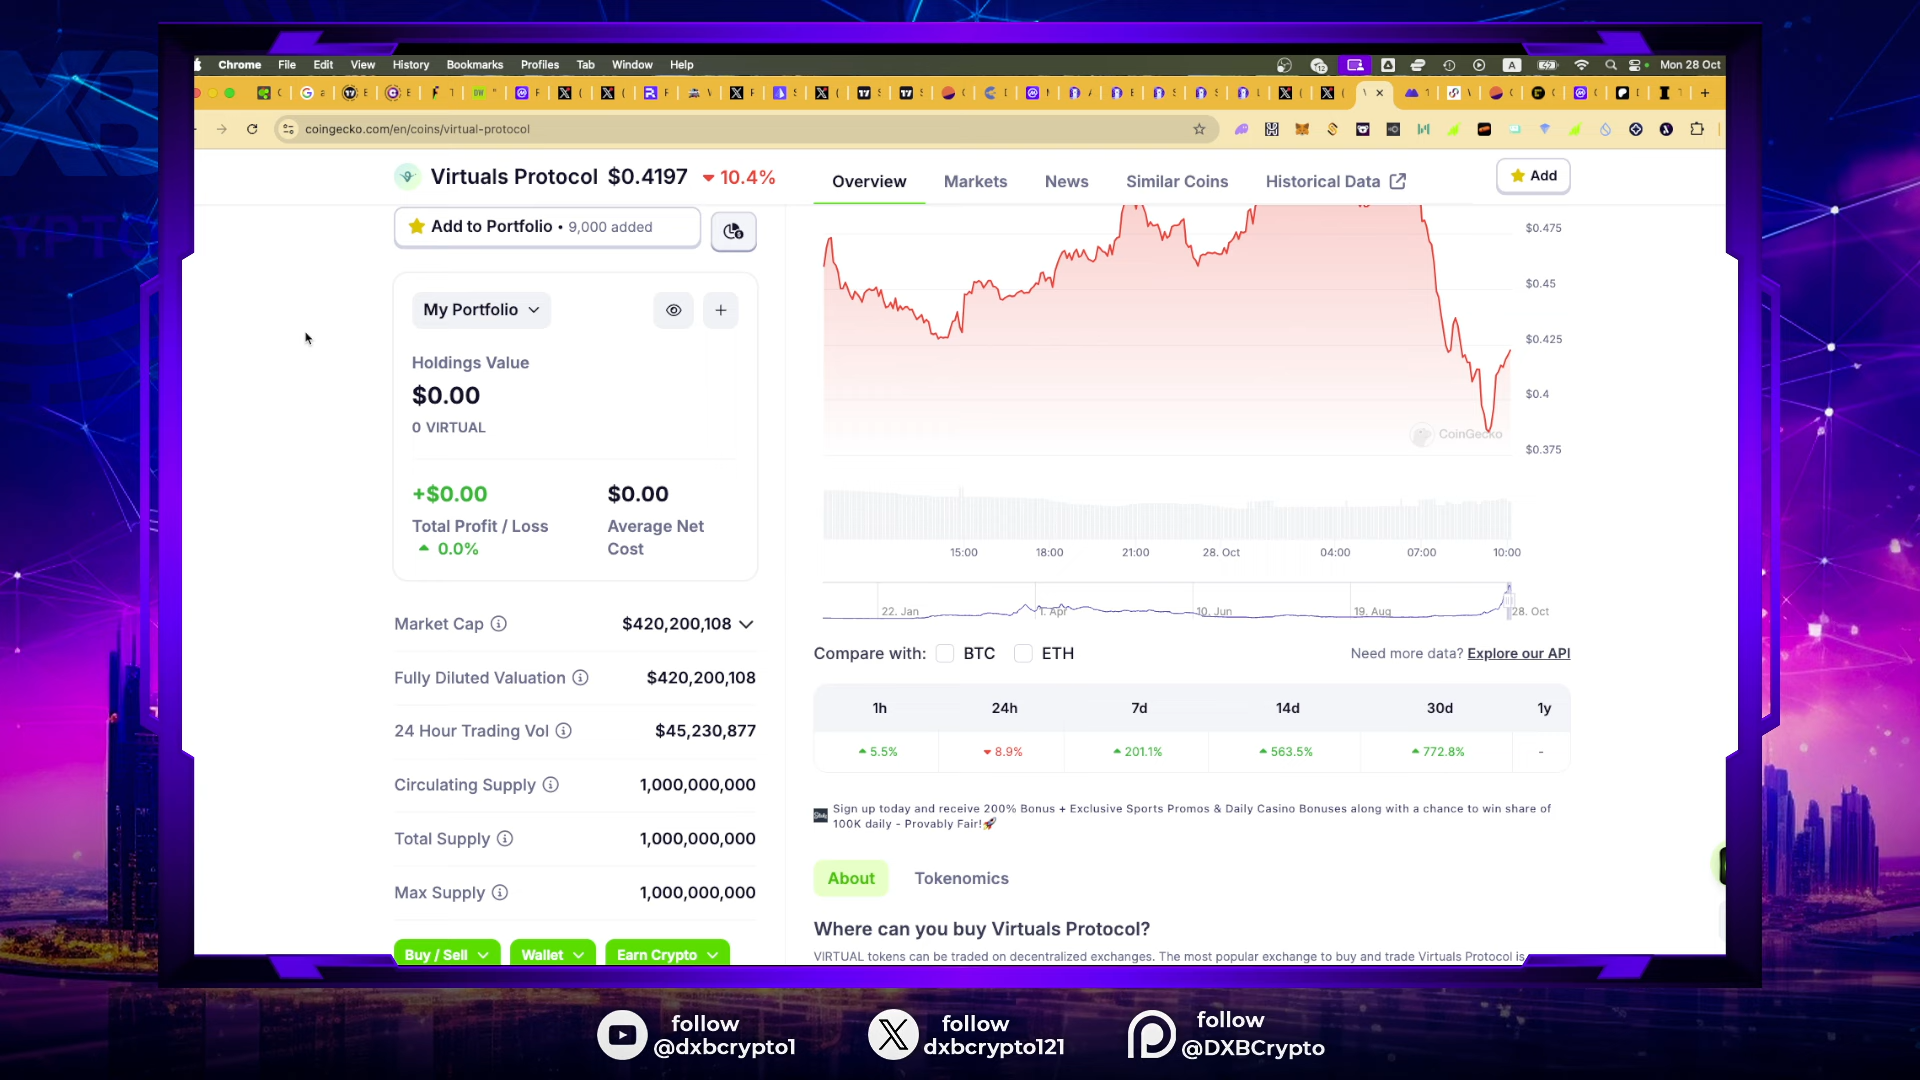 Chrome File Edit View History Bookmarks Profiles Tab Window Help
12
A
Mon 28 Oct
coingecko.com/en/coins/virtual-protocol
Virtuals Protocol $0.4197 10.4%
Overview Markets News Similar Coins Historical Data
Add
Add to Portfolio • 9,000 added
My Portfolio
Holdings Value
$0.00
0 VIRTUAL
+$0.00
Total Profit / Loss
0.0%
$0.00
Average Net
Cost
Market Cap $420,200,108
Fully Diluted Valuation $420,200,108
24 Hour Trading Vol $45,230,877
Circulating Supply 1,000,000,000
Total Supply 1,000,000,000
Max Supply 1,000,000,000
Buy / Sell Wallet Earn Crypto
$0.475
$0.45
$0.425
$0.4
$0.375
CoinGecko
15:00 18:00 21:00 28. Oct 04:00 07:00 10:00
22. Jan 1. Apr 10. Jun 19. Aug 28. Oct
Compare with: BTC ETH
Need more data? Explore our API
1h 24h 7d 14d 30d 1y
5.5% 8.9% 201.1% 563.5% 772.8% -
Sign up today and receive 200% Bonus + Exclusive Sports Promos & Daily Casino Bonuses along with a chance to win share of
100K daily - Provably Fair!🚀
About Tokenomics
Where can you buy Virtuals Protocol?
VIRTUAL tokens can be traded on decentralized exchanges. The most popular exchange to buy and trade Virtuals Protocol is
follow
@dxbcrypto1
follow
dxbcrypto121
follow
@DXBCrypto